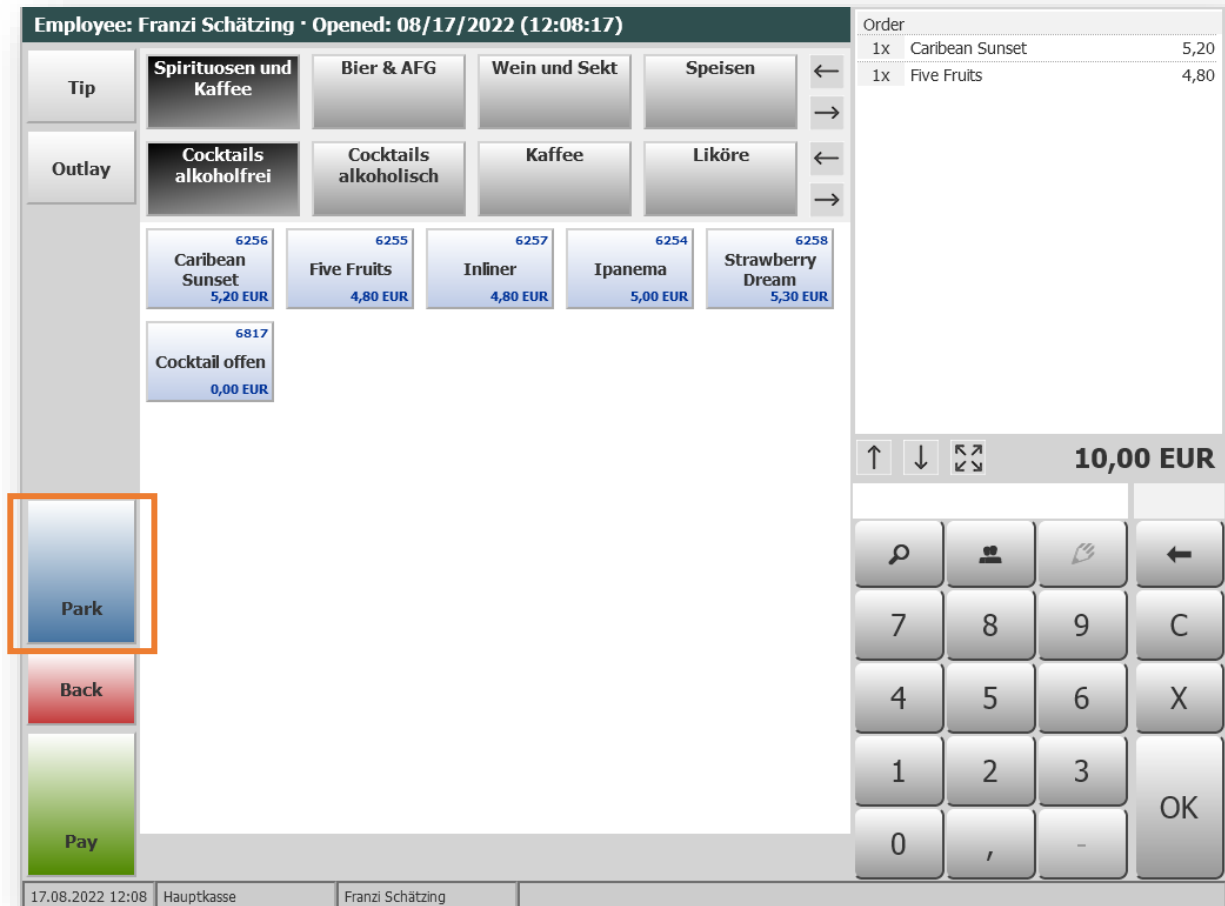 Employee: Franzi Schätzing · Opened: 08/17/2022 (12:08:17)
Tip
Outlay
Spirituosen und
Kaffee
Bier & AFG
Wein und Sekt
Speisen
←
→
Cocktails
alkoholfrei
Cocktails
alkoholisch
Kaffee
Liköre
←
→
6256
Caribean
Sunset
5,20 EUR
6255
Five Fruits
4,80 EUR
6257
Inliner
4,80 EUR
6254
Ipanema
5,00 EUR
6258
Strawberry
Dream
5,30 EUR
6817
Cocktail offen
0,00 EUR
Park
Back
Pay
Order
1x Caribean Sunset 5,20
1x Five Fruits 4,80
↑ ↓ 10,00 EUR
7 8 9 C
4 5 6 X
1 2 3
OK
0 , -
17.08.2022 12:08 Hauptkasse Franzi Schätzing